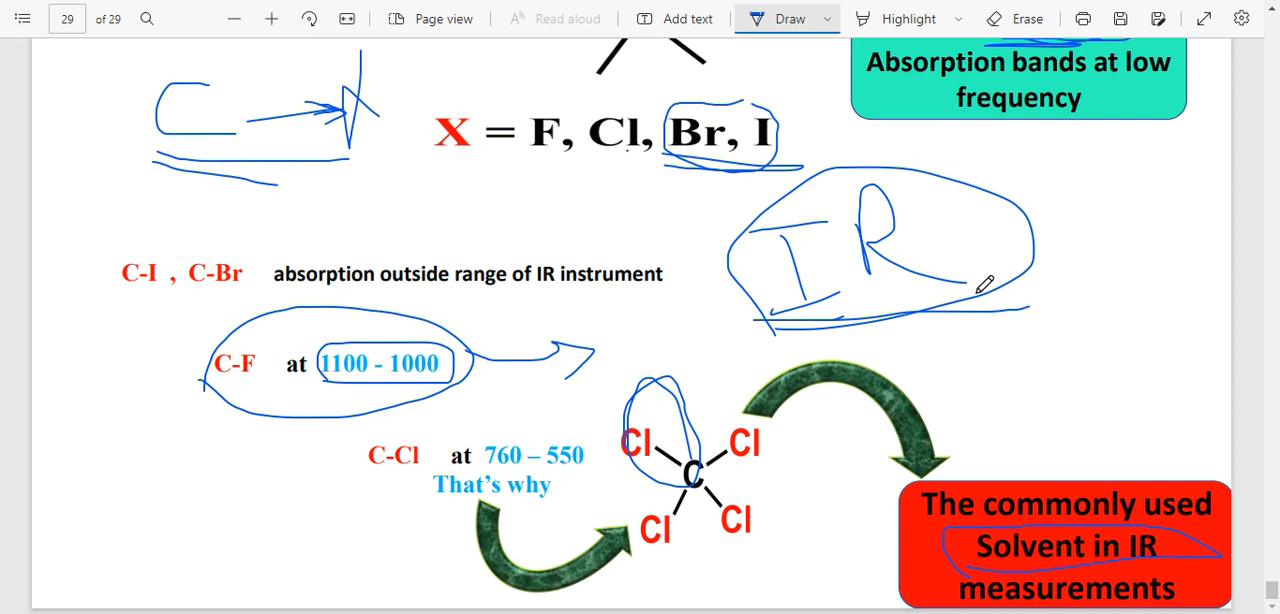 29 of 29 Page view Read aloud Add text Draw Highlight Erase
Absorption bands at low
frequency
C
X = F, Cl, Br, I
IR
C-I , C-Br absorption outside range of IR instrument
C-F at 1100 - 1000
C-Cl at 760 – 550
That's why
Cl Cl
C
Cl Cl
The commonly used
Solvent in IR
measurements